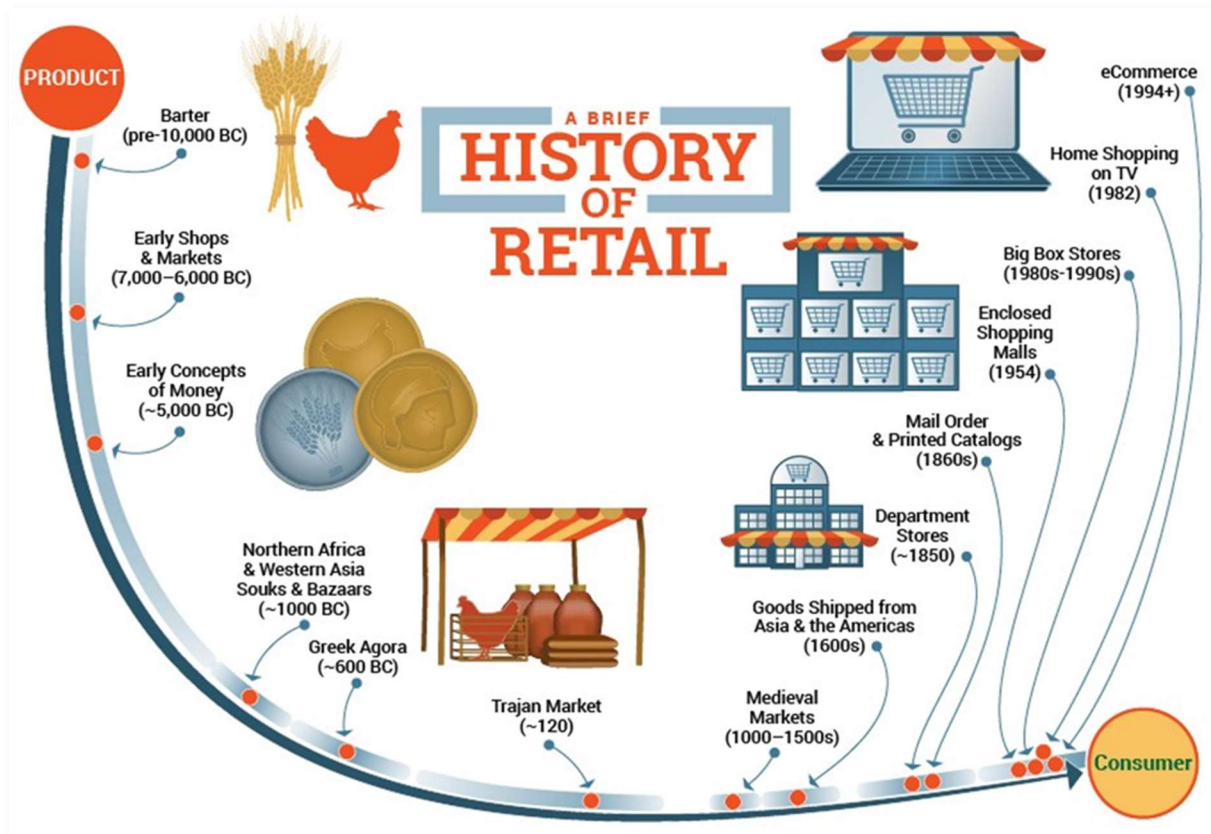 PRODUCT
Barter
(pre-10,000 BC)
Early Shops
& Markets
(7,000–6,000 BC)
Early Concepts
of Money
(~5,000 BC)
A BRIEF
HISTORY
OF
RETAIL
Northern Africa
& Western Asia
Souks & Bazaars
(~1000 BC)
Greek Agora
(~600 BC)
Trajan Market
(~120)
Medieval
Markets
(1000–1500s)
Goods Shipped from
Asia & the Americas
(1600s)
Department
Stores
(~1850)
Mail Order
& Printed Catalogs
(1860s)
Enclosed
Shopping
Malls
(1954)
Big Box Stores
(1980s-1990s)
Home Shopping
on TV
(1982)
eCommerce
(1994+)
Consumer